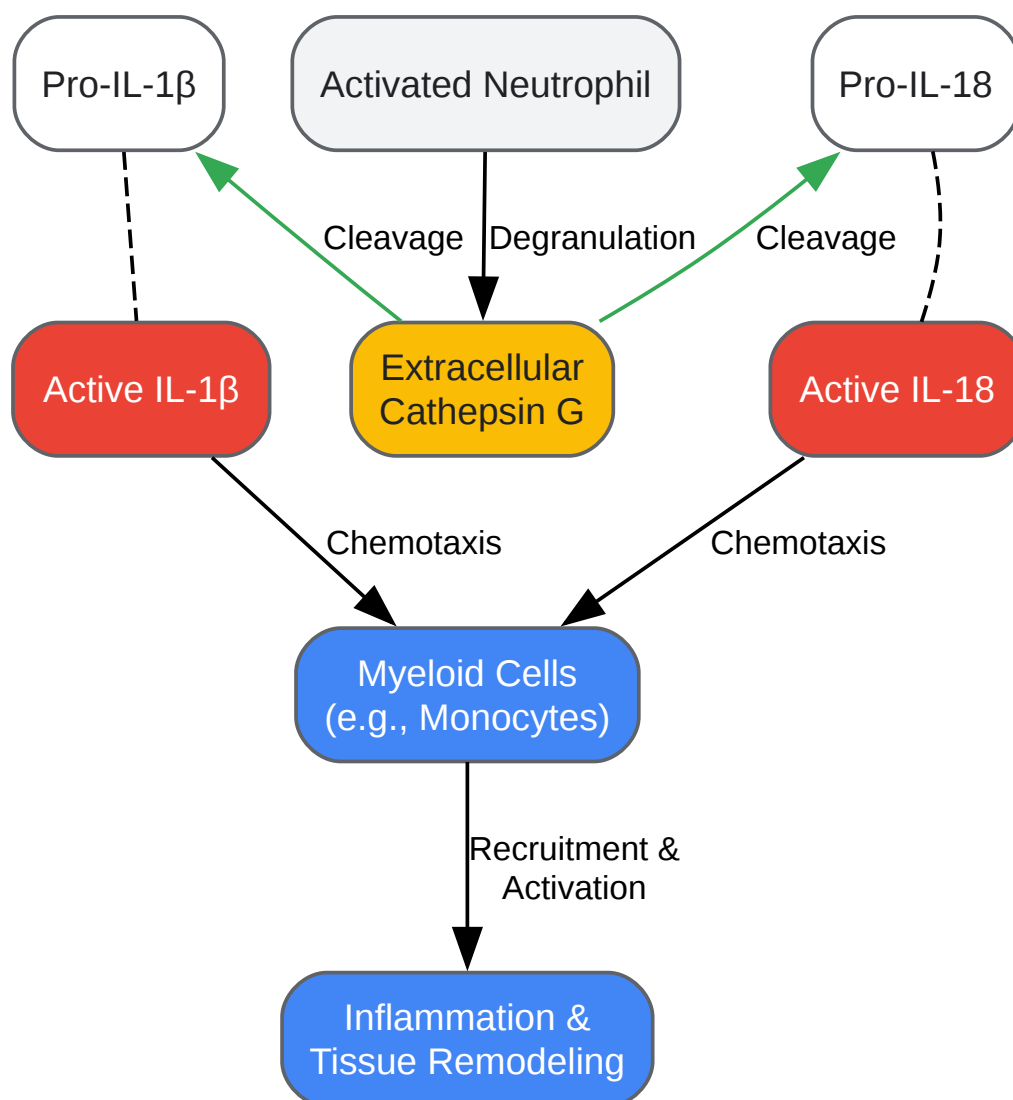 Pro-IL-1β
Activated Neutrophil
Pro-IL-18
Cleavage
Degranulation
Cleavage
Active IL-1β
Extracellular
Cathepsin G
Active IL-18
Chemotaxis
Chemotaxis
Myeloid Cells
(e.g., Monocytes)
Recruitment &
Activation
Inflammation &
Tissue Remodeling